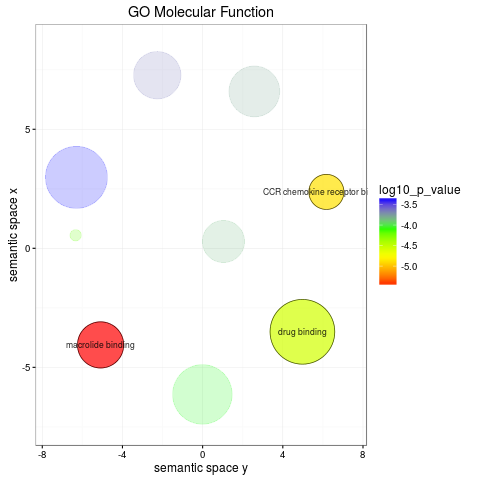 GO Molecular Function
5
0
-5
semantic space x
CCR chemokine receptor bi
macrolide binding
drug binding
-8
-4
0
4
8
semantic space y
log10_p_value
-3.5
-4.0
-4.5
-5.0